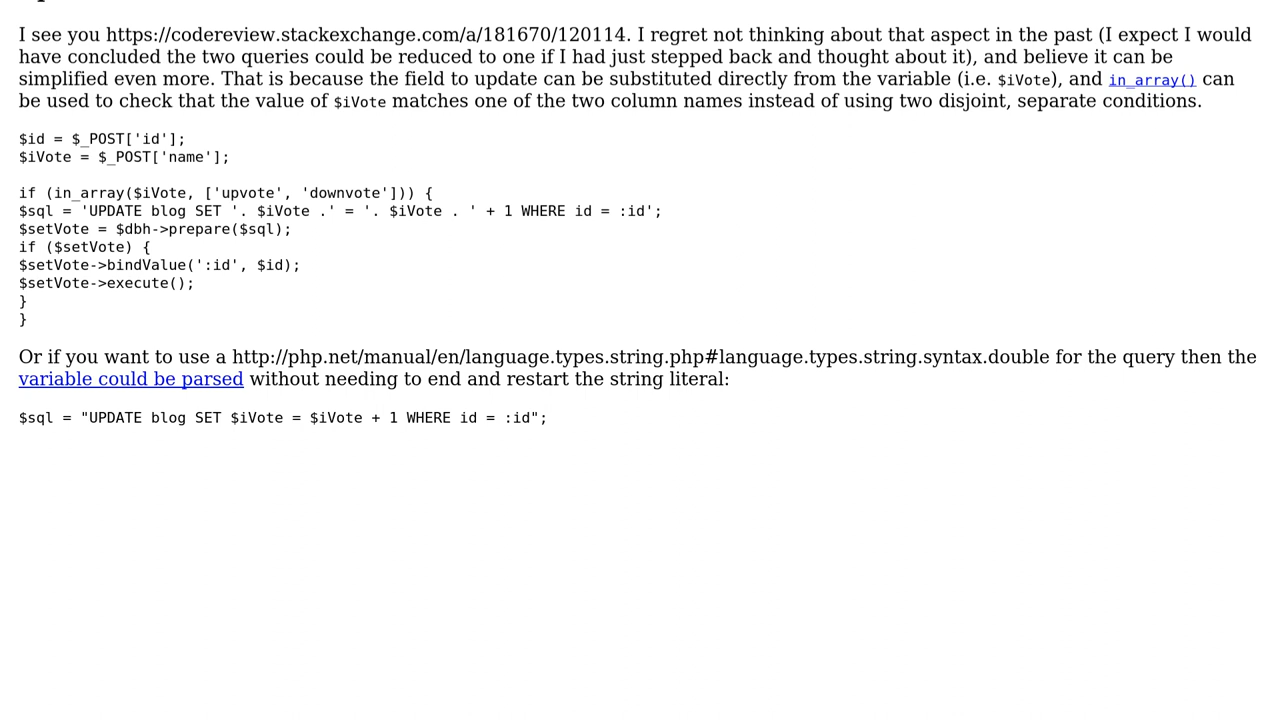 I see you https://codereview.stackexchange.com/a/181670/120114. I regret not thinking about that aspect in the past (I expect I would
have concluded the two queries could be reduced to one if I had just stepped back and thought about it), and believe it can be
simplified even more. That is because the field to update can be substituted directly from the variable (i.e. $iVote), and in_array() can
be used to check that the value of $iVote matches one of the two column names instead of using two disjoint, separate conditions.
$id = $_POST['id'];
$iVote = $_POST['name'];
if (in_array($iVote, ['upvote', 'downvote'])) {
$sql = 'UPDATE blog SET '. $iVote .' = '. $iVote . ' + 1 WHERE id = :id';
$setVote = $dbh->prepare($sql);
if ($setVote) {
$setVote->bindValue(':id', $id);
$setVote->execute();
}
}
Or if you want to use a http://php.net/manual/en/language.types.string.php#language.types.string.syntax.double for the query then the
variable could be parsed without needing to end and restart the string literal:
$sql = "UPDATE blog SET $iVote = $iVote + 1 WHERE id = :id";